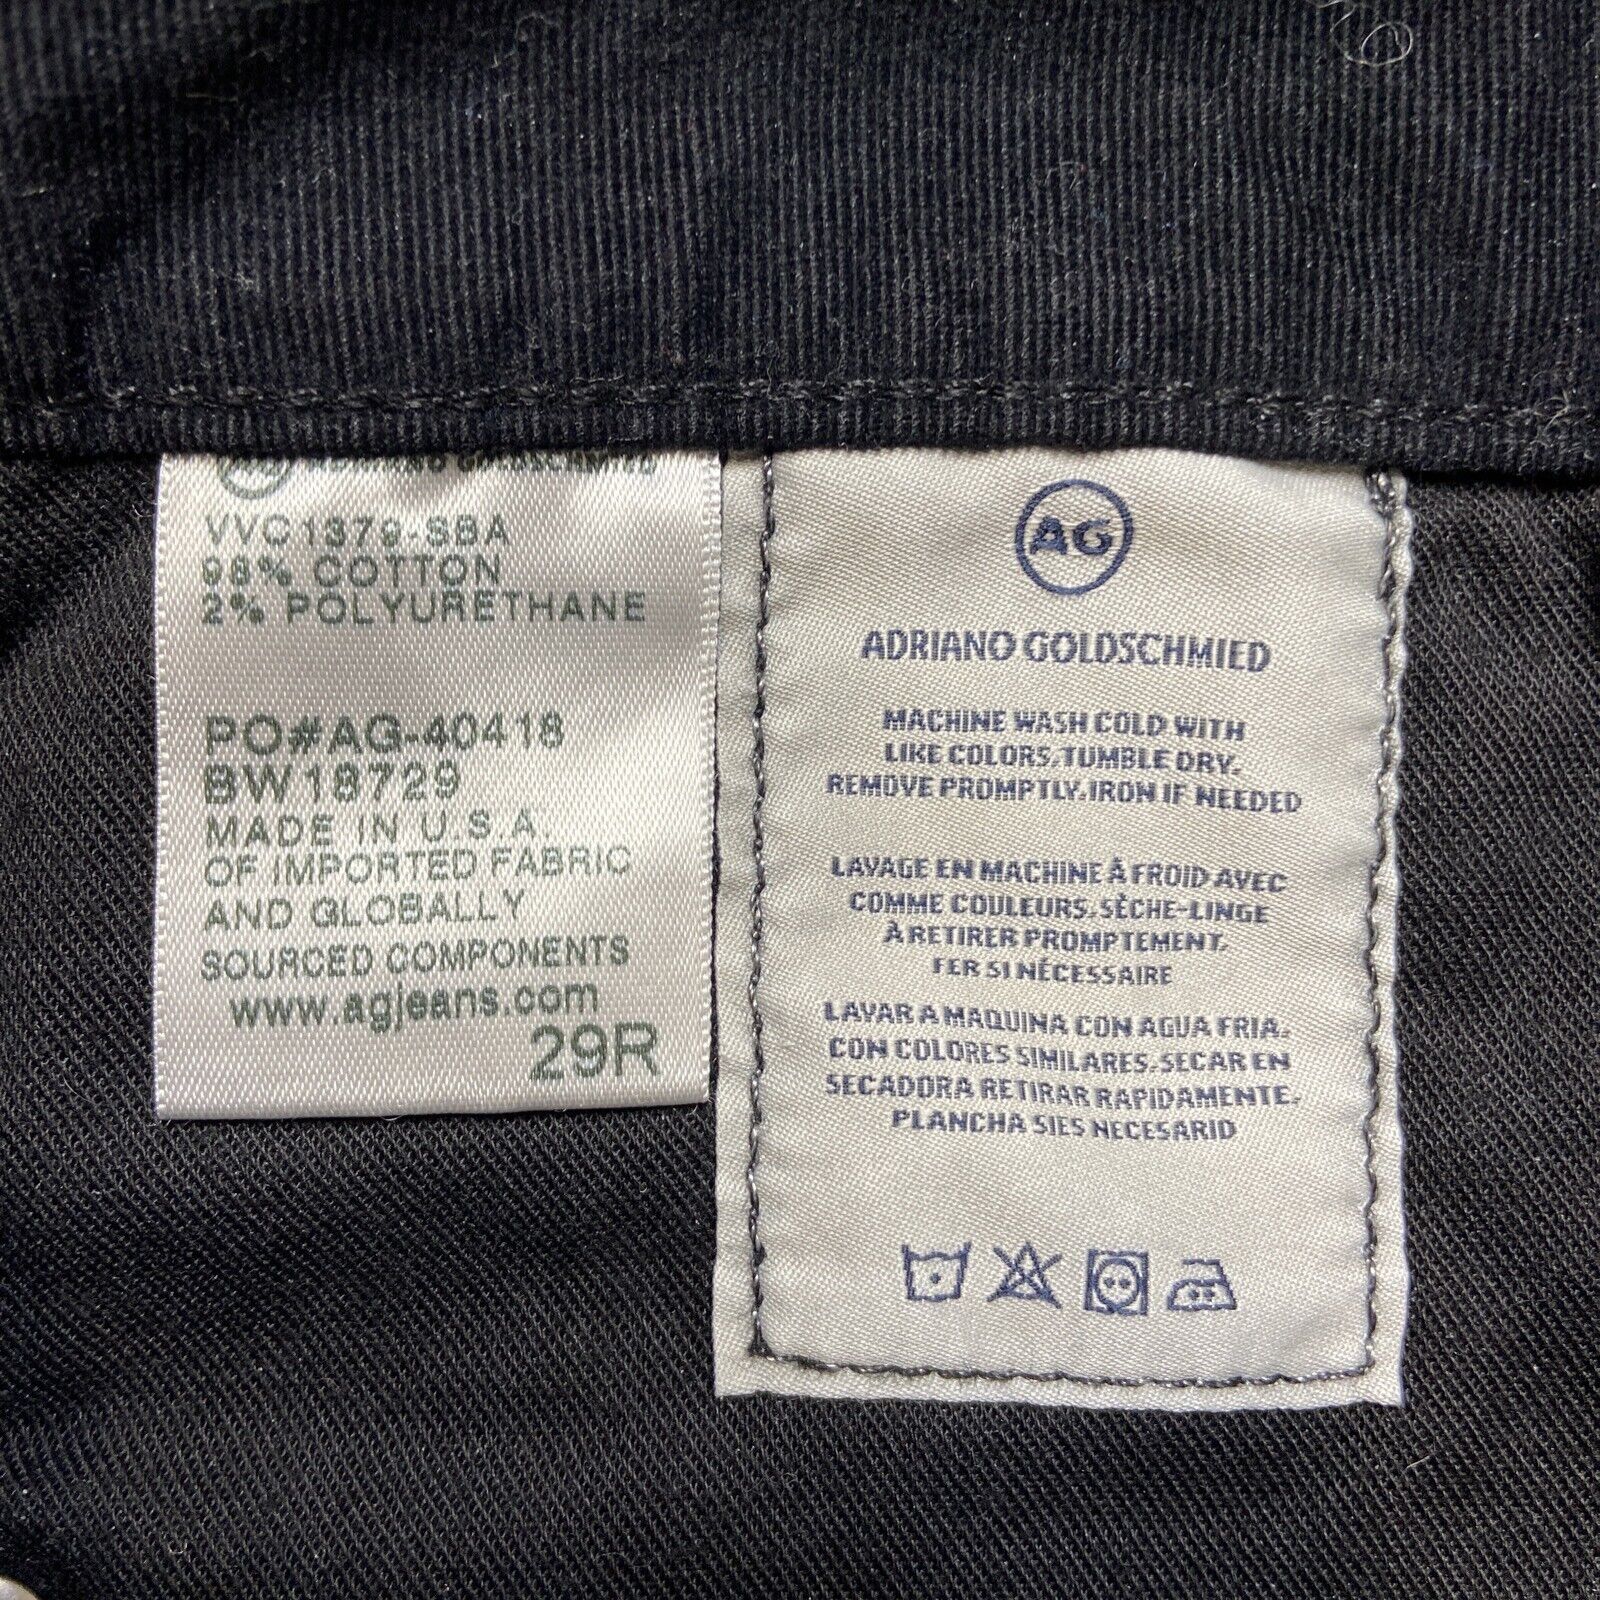 VVC1379-SBA
98% COTTON
2% POLYURETHANE
PO#AG-40418
BW18729
MADE IN U.S.A.
OF IMPORTED FABRIC
AND GLOBALLY
SOURCED COMPONENTS
www.agjeans.com
29R
AG
ADRIANO GOLDSCHMIED
MACHINE WASH COLD WITH
LIKE COLORS. TUMBLE DRY.
REMOVE PROMPTLY. IRON IF NEEDED
LAVAGE EN MACHINE À FROID AVEC
COMME COULEURS. SÈCHE-LINGE
À RETIRER PROMPTEMENT.
FER SI NÉCESSAIRE
LAVAR A MAQUINA CON AGUA FRIA.
CON COLORES SIMILARES. SECAR EN
SECADORA RETIRAR RAPIDAMENTE.
PLANCHA SIES NECESARIO